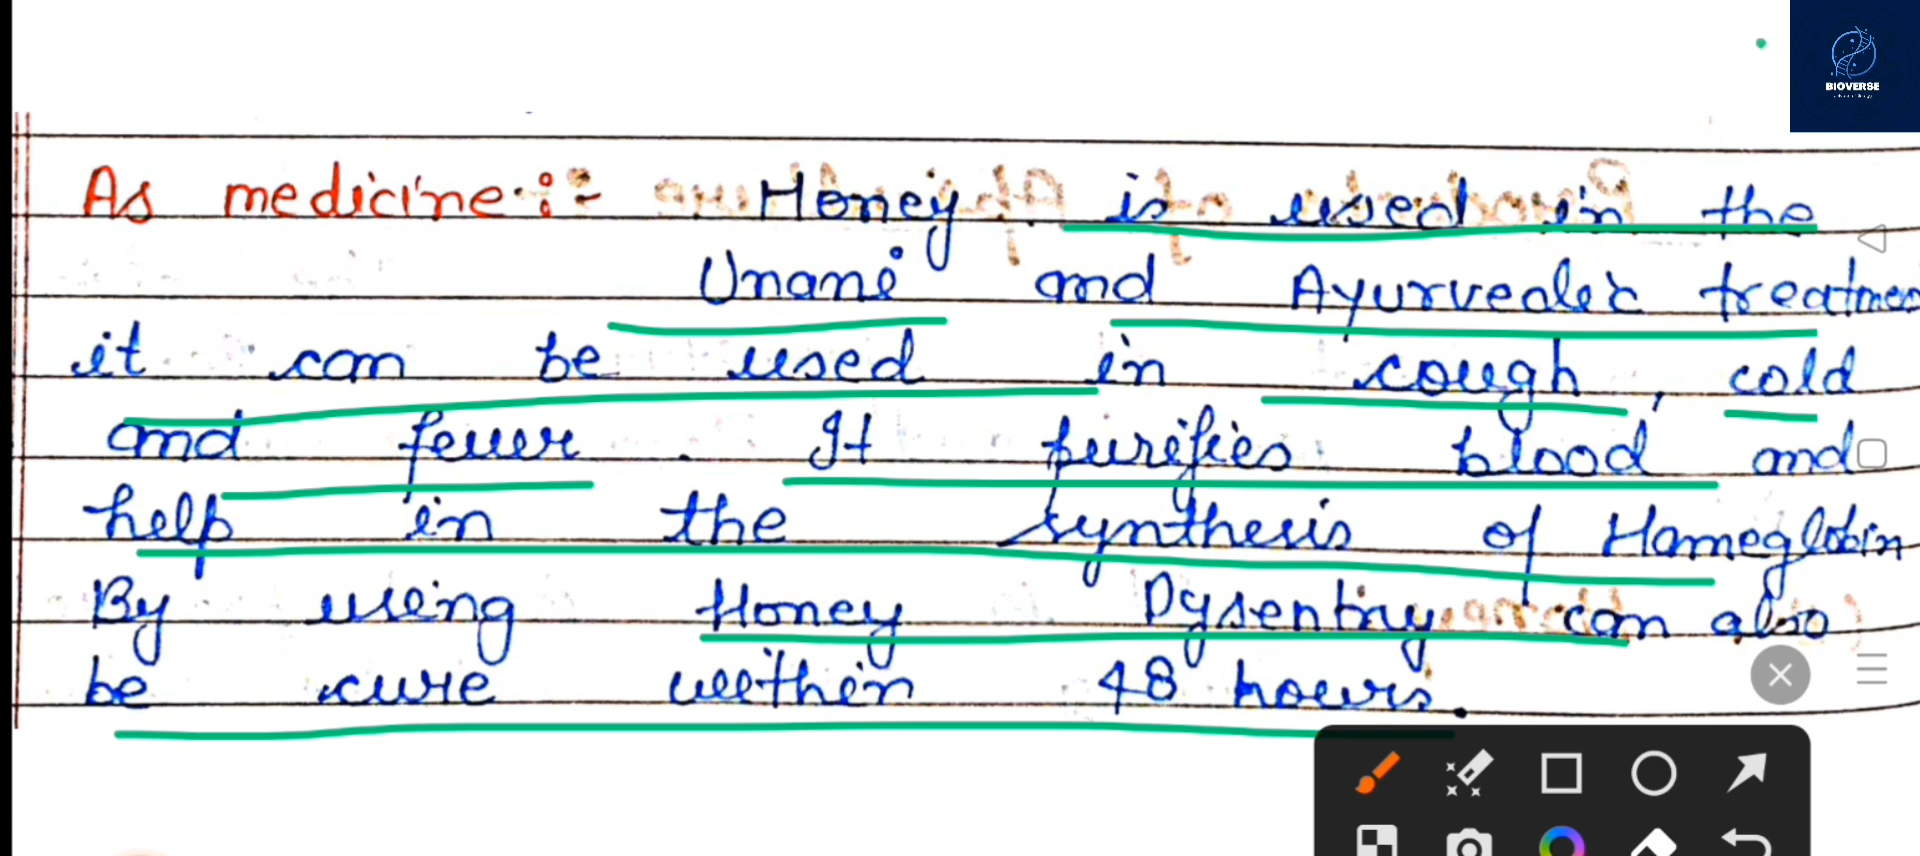 BIOVERSE
As medicine:- Honey is used in the
Unani and Ayurvedic treatmen
it can be used in cough, cold
and fever. It purifies blood and
help in the synthesis of Hameglobin
By using Honey Dysentry can also
be cure within 48 hours.